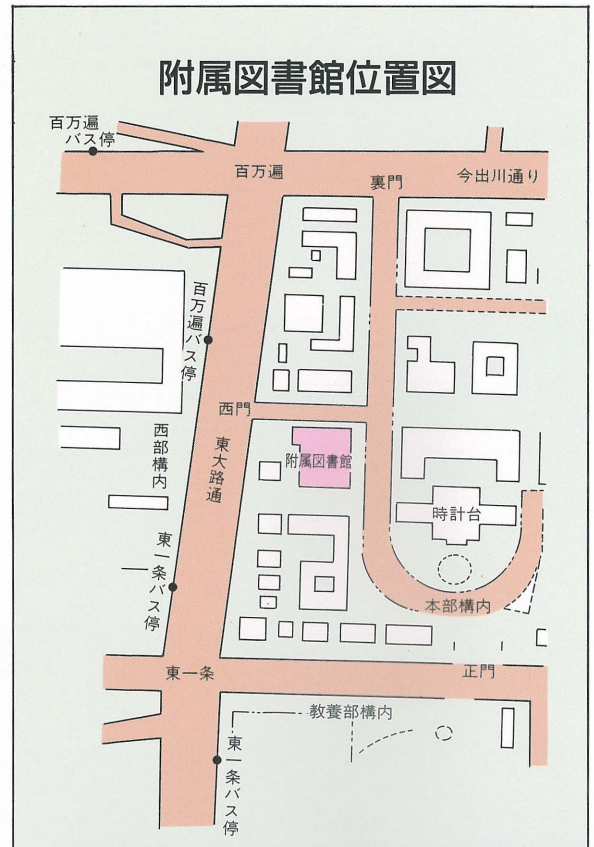 附属図書館位置図
百万遍
バス停
百万遍
裏門
今出川通り
百万遍バス停
西門
東大路通
西部構内
附属図書館
時計台
東一条バス停
本部構内
東一条
正門
教養部構内
東一条バス停